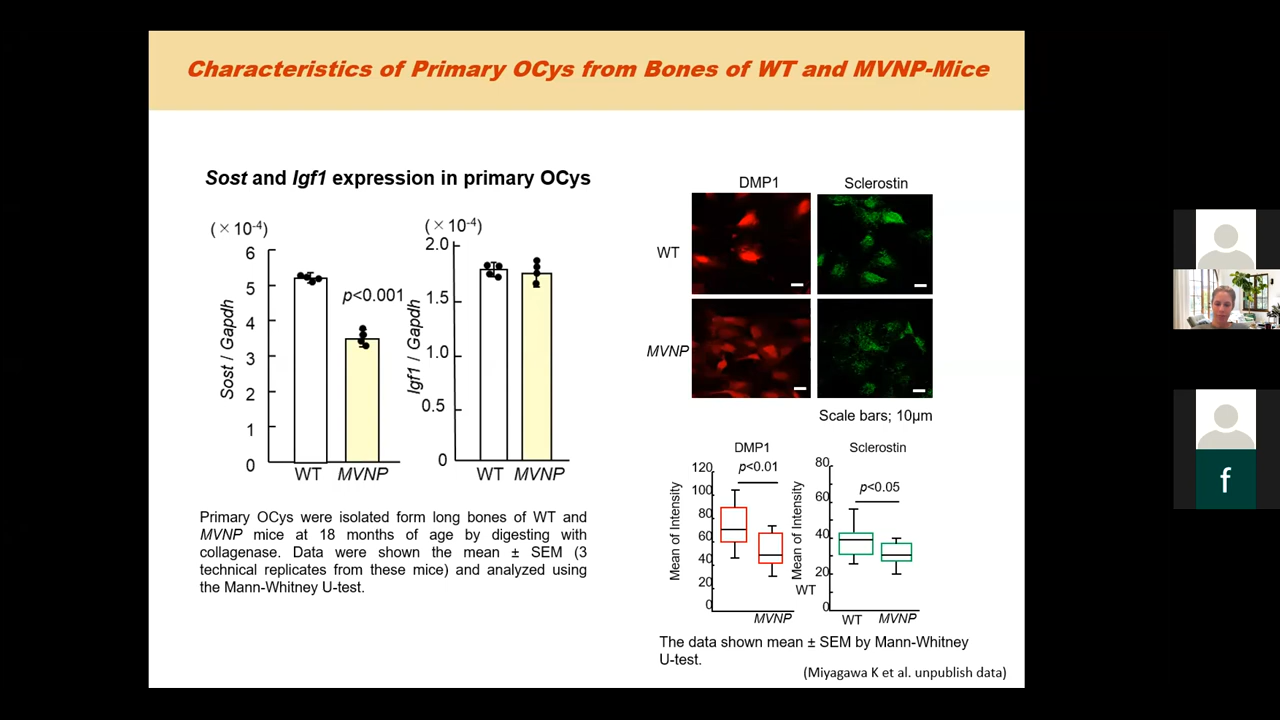 Characteristics of Primary OCys from Bones of WT and MVNP-Mice
Sost and Igf1 expression in primary OCys
(×10-4)
6
5
4
3
2
1
0
Sost / Gapdh
p<0.001
WT
MVNP
(×10-4)
2.0
1.5
1.0
0.5
0
Igf1 / Gapdh
WT
MVNP
Primary OCys were isolated form long bones of WT and
MVNP mice at 18 months of age by digesting with
collagenase. Data were shown the mean ± SEM (3
technical replicates from these mice) and analyzed using
the Mann-Whitney U-test.
DMP1
Sclerostin
WT
MVNP
Scale bars; 10μm
DMP1
p<0.01
120
100
80
60
40
20
0
Mean of Intensity
MVNP
Sclerostin
p<0.05
80
60
40
20
0
Mean of Intensity
WT
WT
MVNP
The data shown mean ± SEM by Mann-Whitney
U-test.
(Miyagawa K et al. unpublish data)
f